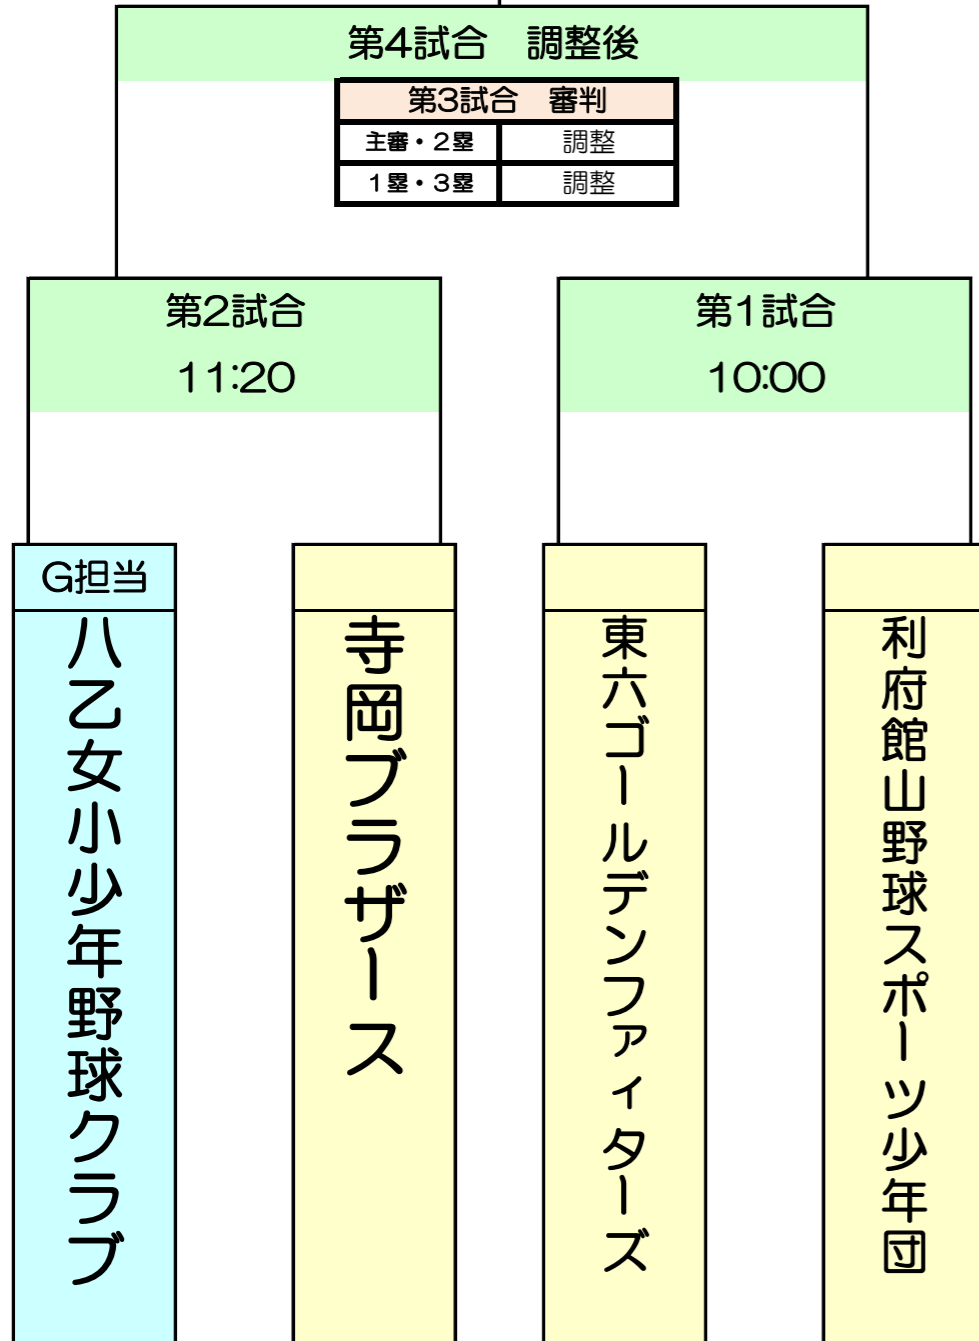 第4試合　調整後
第3試合　審判
主審・2塁 調整
1塁・3塁 調整
第2試合
11:20
第1試合
10:00
G担当
八乙女小少年野球クラブ
寺岡ブラザース
東六ゴールデンファイターズ
利府館山野球スポーツ少年団